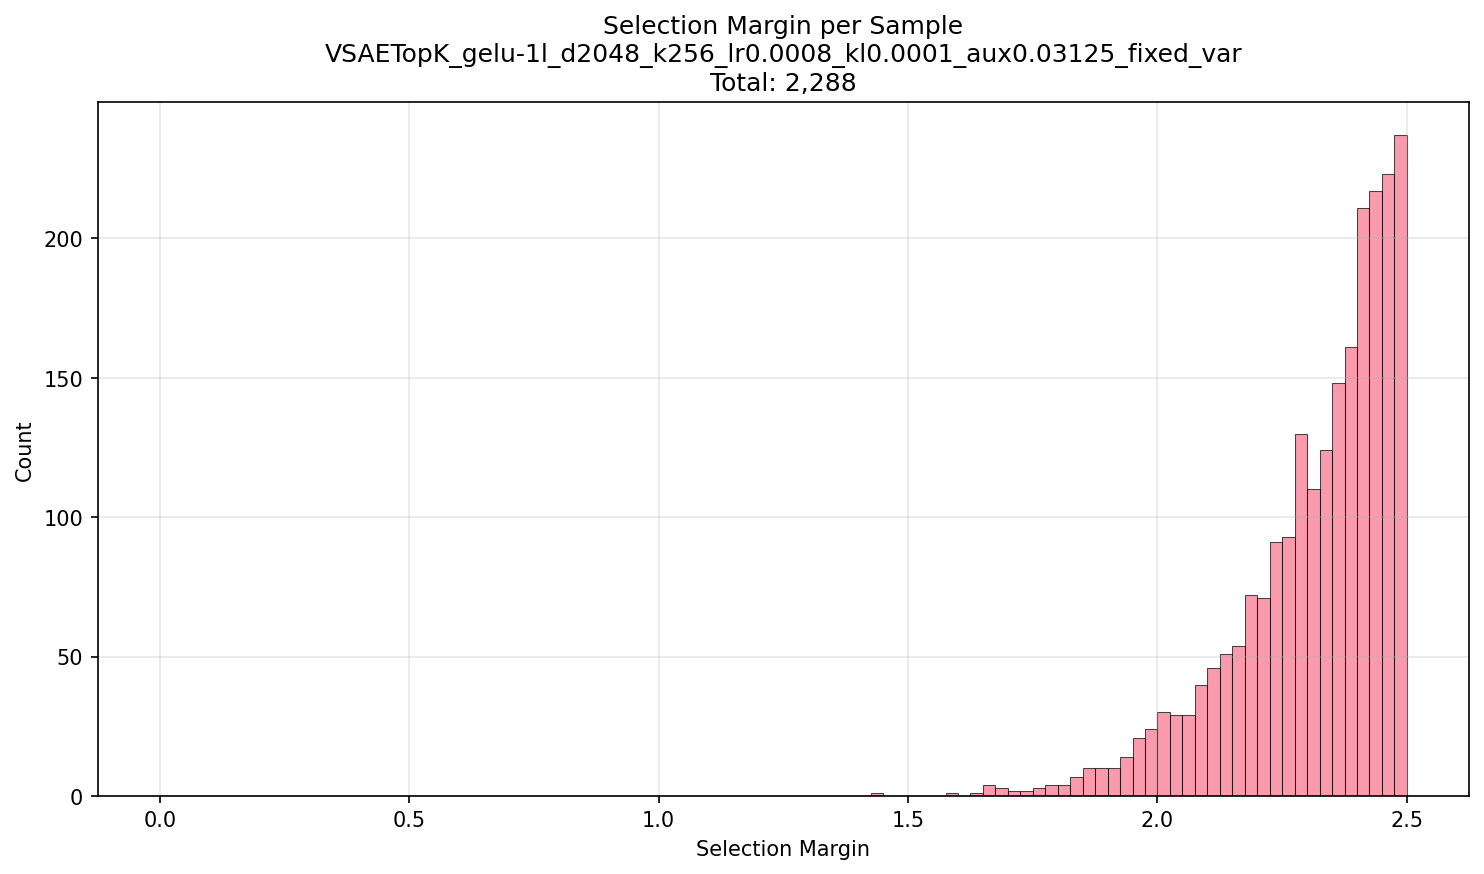 Selection Margin per Sample
VSAETopK_gelu-1l_d2048_k256_lr0.0008_kl0.0001_aux0.03125_fixed_var
Total: 2,288
200
150
100
50
0
Count
0.0 0.5 1.0 1.5 2.0 2.5
Selection Margin